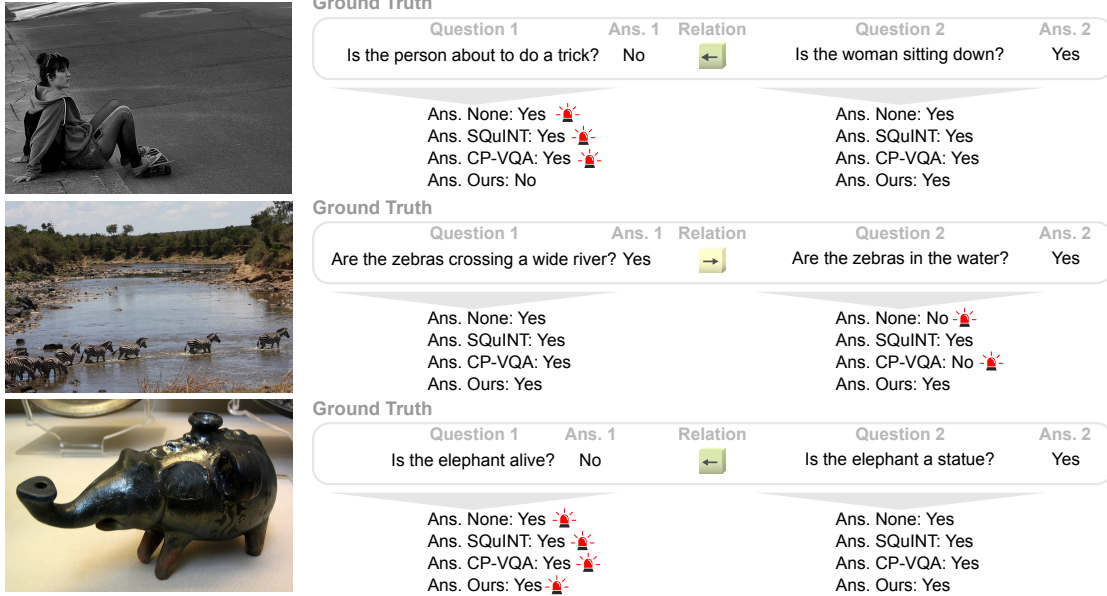 Ground Truth
Question 1 Ans. 1 Relation Question 2 Ans. 2
Is the person about to do a trick? No ← Is the woman sitting down? Yes
Ans. None: Yes Ans. None: Yes
Ans. SQuINT: Yes Ans. SQuINT: Yes
Ans. CP-VQA: Yes Ans. CP-VQA: Yes
Ans. Ours: No Ans. Ours: Yes
Ground Truth
Question 1 Ans. 1 Relation Question 2 Ans. 2
Are the zebras crossing a wide river? Yes → Are the zebras in the water? Yes
Ans. None: Yes Ans. None: No
Ans. SQuINT: Yes Ans. SQuINT: Yes
Ans. CP-VQA: Yes Ans. CP-VQA: No
Ans. Ours: Yes Ans. Ours: Yes
Ground Truth
Question 1 Ans. 1 Relation Question 2 Ans. 2
Is the elephant alive? No ← Is the elephant a statue? Yes
Ans. None: Yes Ans. None: Yes
Ans. SQuINT: Yes Ans. SQuINT: Yes
Ans. CP-VQA: Yes Ans. CP-VQA: Yes
Ans. Ours: Yes Ans. Ours: Yes